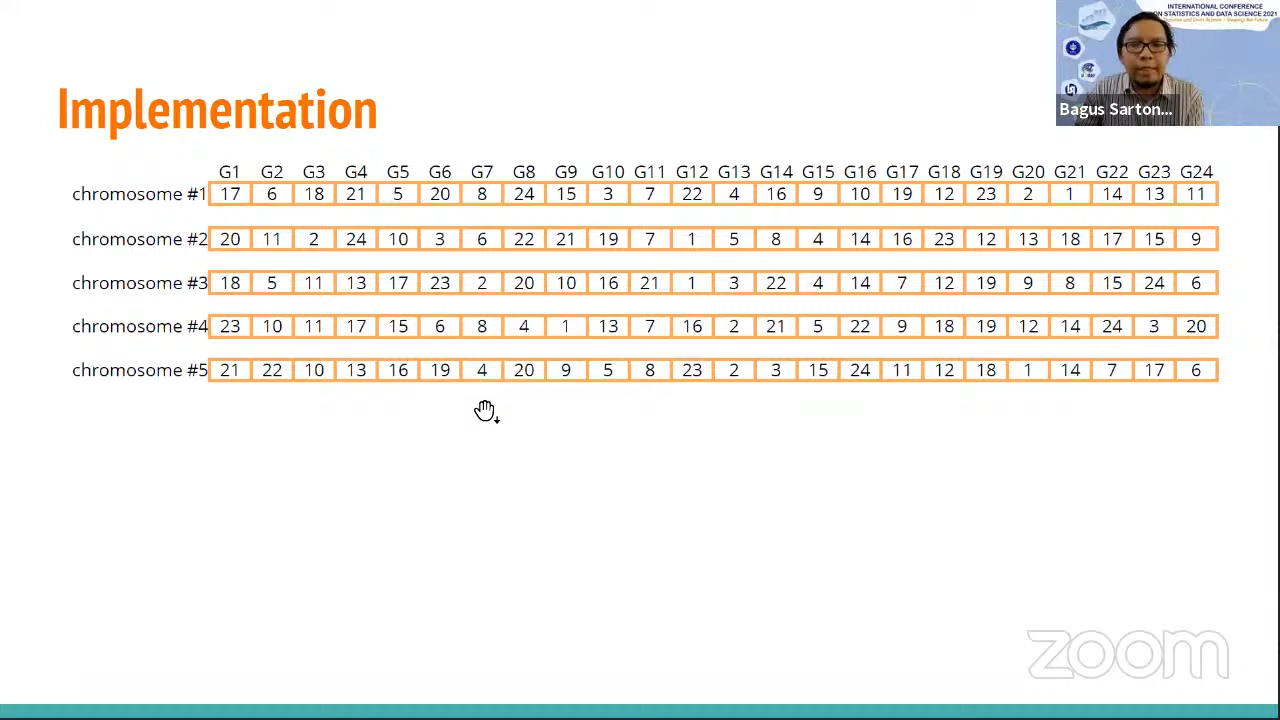 INTERNATIONAL CONFERENCE
ON STATISTICS AND DATA SCIENCE 2021
Bagus Sarton...
Implementation
G1 G2 G3 G4 G5 G6 G7 G8 G9 G10 G11 G12 G13 G14 G15 G16 G17 G18 G19 G20 G21 G22 G23 G24
chromosome #1 17 6 18 21 5 20 8 24 15 3 7 22 4 16 9 10 19 12 23 2 1 14 13 11
chromosome #2 20 11 2 24 10 3 6 22 21 19 7 1 5 8 4 14 16 23 12 13 18 17 15 9
chromosome #3 18 5 11 13 17 23 2 20 10 16 21 1 3 22 4 14 7 12 19 9 8 15 24 6
chromosome #4 23 10 11 17 15 6 8 4 1 13 7 16 2 21 5 22 9 18 19 12 14 24 3 20
chromosome #5 21 22 10 13 16 19 4 20 9 5 8 23 2 3 15 24 11 12 18 1 14 7 17 6
zoom